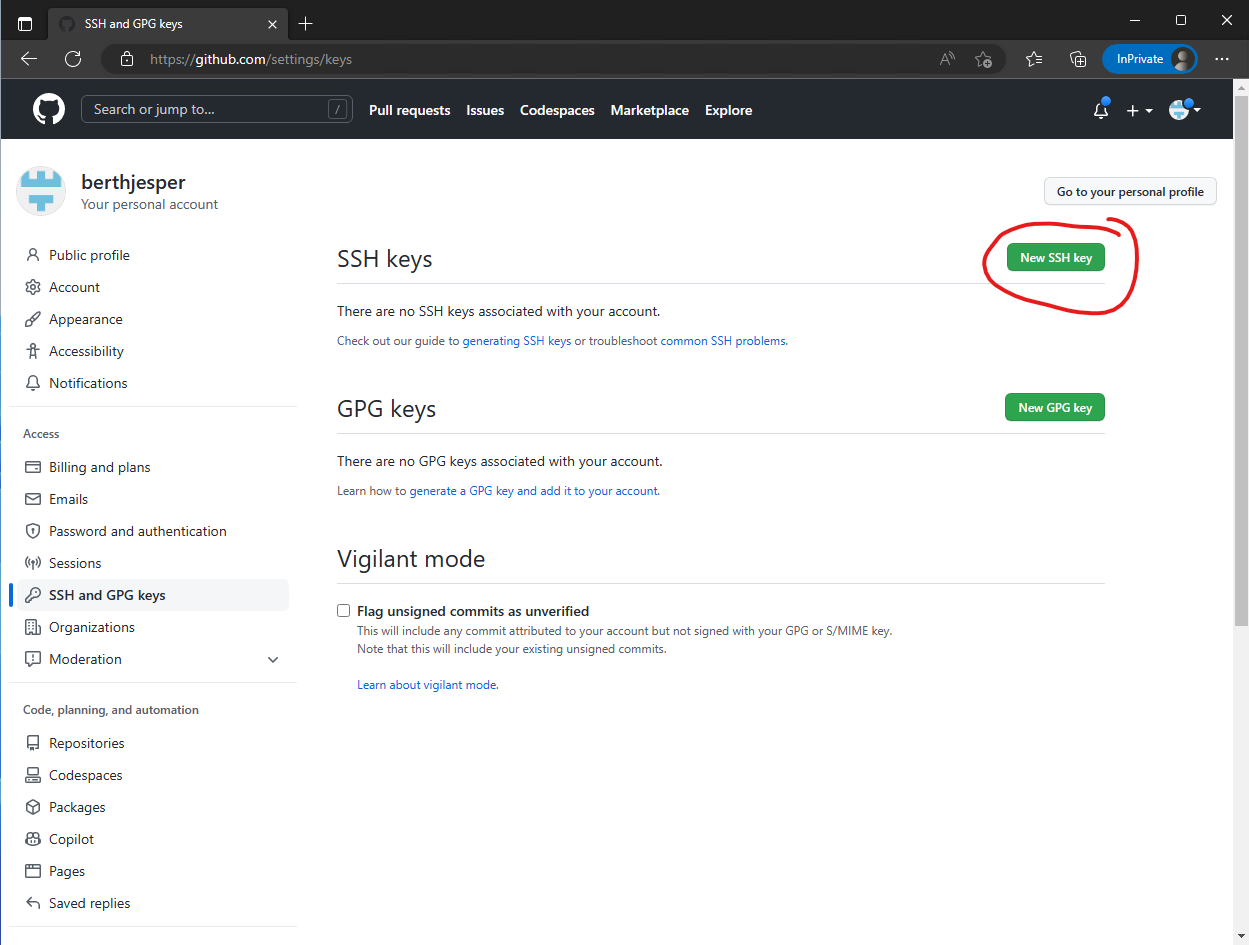 SSH and GPG keys
https://github.com/settings/keys
InPrivate
Search or jump to... /
Pull requests Issues Codespaces Marketplace Explore
berthjesper
Your personal account
Go to your personal profile
Public profile
Account
Appearance
Accessibility
Notifications
Access
Billing and plans
Emails
Password and authentication
Sessions
SSH and GPG keys
Organizations
Moderation
Code, planning, and automation
Repositories
Codespaces
Packages
Copilot
Pages
Saved replies
SSH keys
New SSH key
There are no SSH keys associated with your account.
Check out our guide to generating SSH keys or troubleshoot common SSH problems.
GPG keys
New GPG key
There are no GPG keys associated with your account.
Learn how to generate a GPG key and add it to your account.
Vigilant mode
Flag unsigned commits as unverified
This will include any commit attributed to your account but not signed with your GPG or S/MIME key.
Note that this will include your existing unsigned commits.
Learn about vigilant mode.